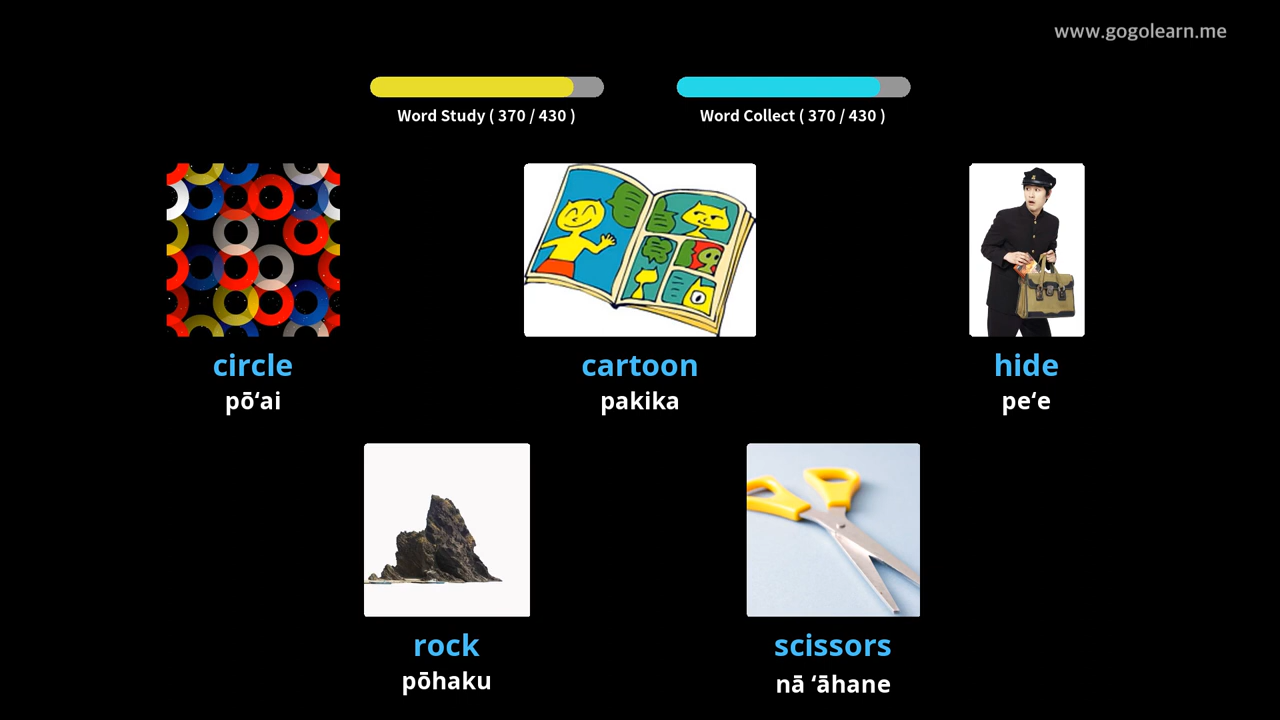 www.gogolearn.me
Word Study ( 370 / 430 )
Word Collect ( 370 / 430 )
circle
pōʻai
cartoon
pakika
hide
peʻe
rock
pōhaku
scissors
nā ʻāhane